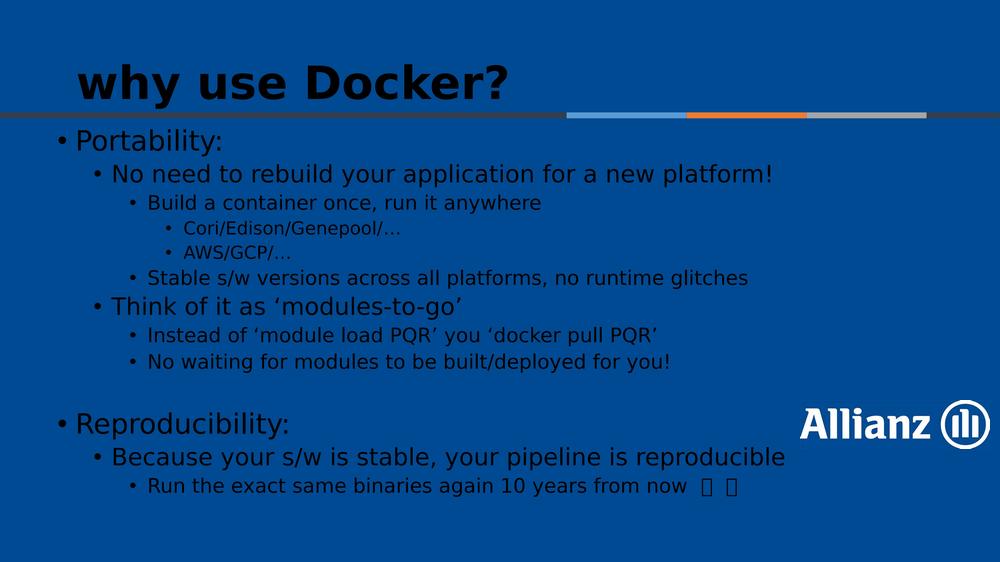 why use Docker?
• Portability:
• No need to rebuild your application for a new platform!
• Build a container once, run it anywhere
• Cori/Edison/Genepool/…
• AWS/GCP/…
• Stable s/w versions across all platforms, no runtime glitches
• Think of it as ‘modules-to-go’
• Instead of ‘module load PQR’ you ‘docker pull PQR’
• No waiting for modules to be built/deployed for you!
• Reproducibility:
Allianz
• Because your s/w is stable, your pipeline is reproducible
• Run the exact same binaries again 10 years from now